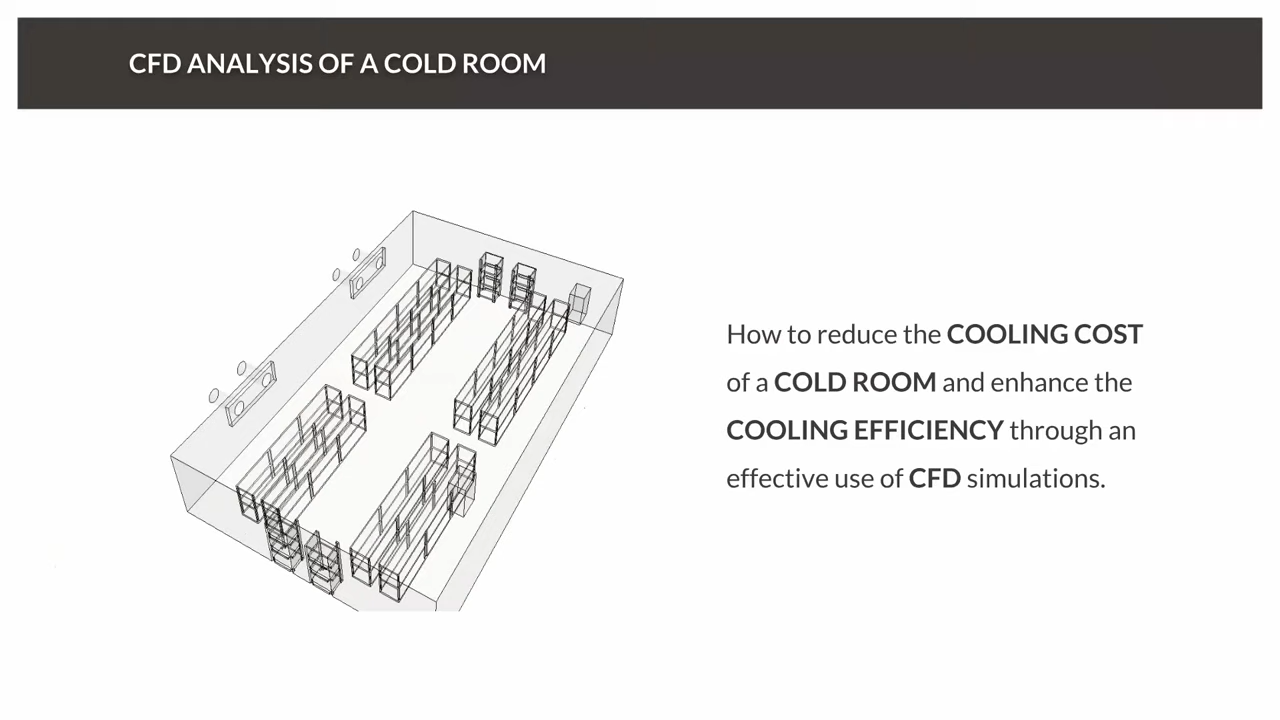 CFD ANALYSIS OF A COLD ROOM
How to reduce the COOLING COST
of a COLD ROOM and enhance the
COOLING EFFICIENCY through an
effective use of CFD simulations.